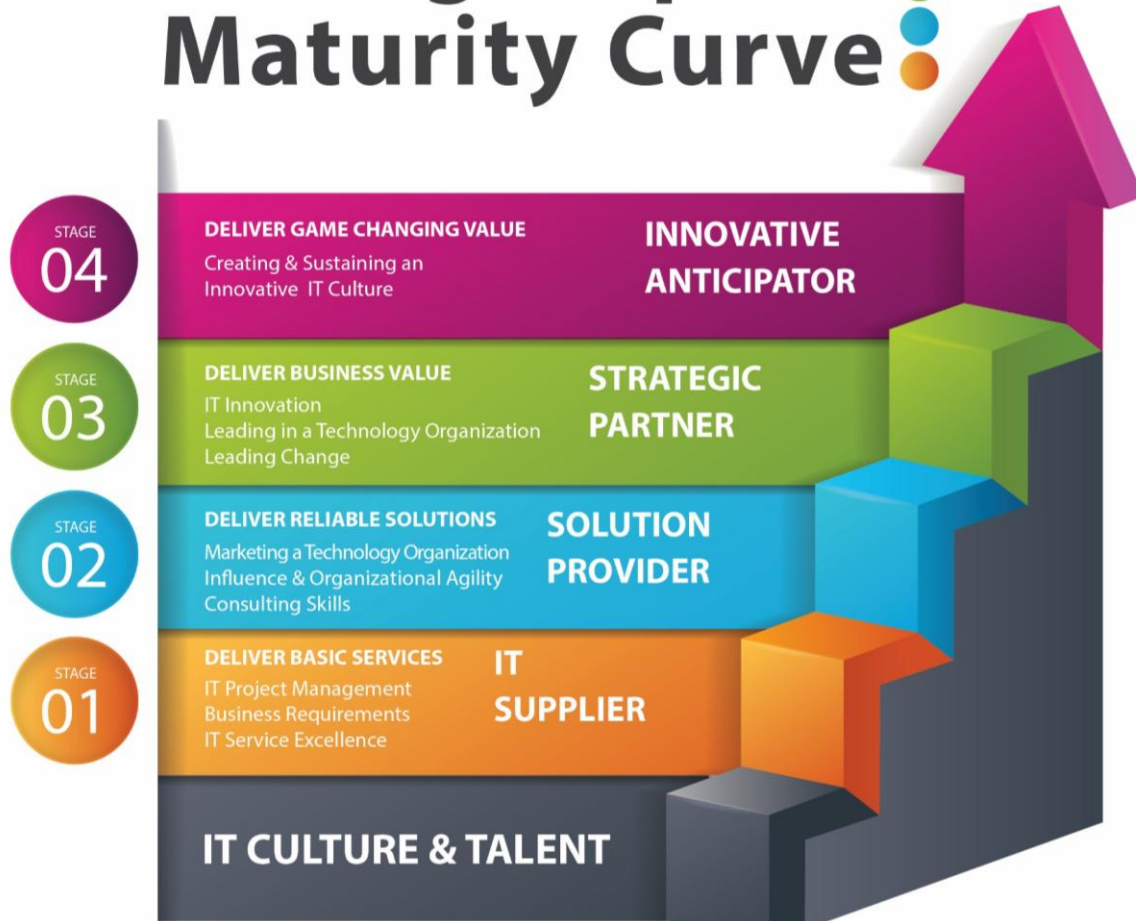 Maturity Curve
STAGE
04
DELIVER GAME CHANGING VALUE
Creating & Sustaining an
Innovative IT Culture
INNOVATIVE
ANTICIPATOR
STAGE
03
DELIVER BUSINESS VALUE
IT Innovation
Leading in a Technology Organization
Leading Change
STRATEGIC
PARTNER
STAGE
02
DELIVER RELIABLE SOLUTIONS
Marketing a Technology Organization
Influence & Organizational Agility
Consulting Skills
SOLUTION
PROVIDER
STAGE
01
DELIVER BASIC SERVICES
IT Project Management
Business Requirements
IT Service Excellence
IT
SUPPLIER
IT CULTURE & TALENT